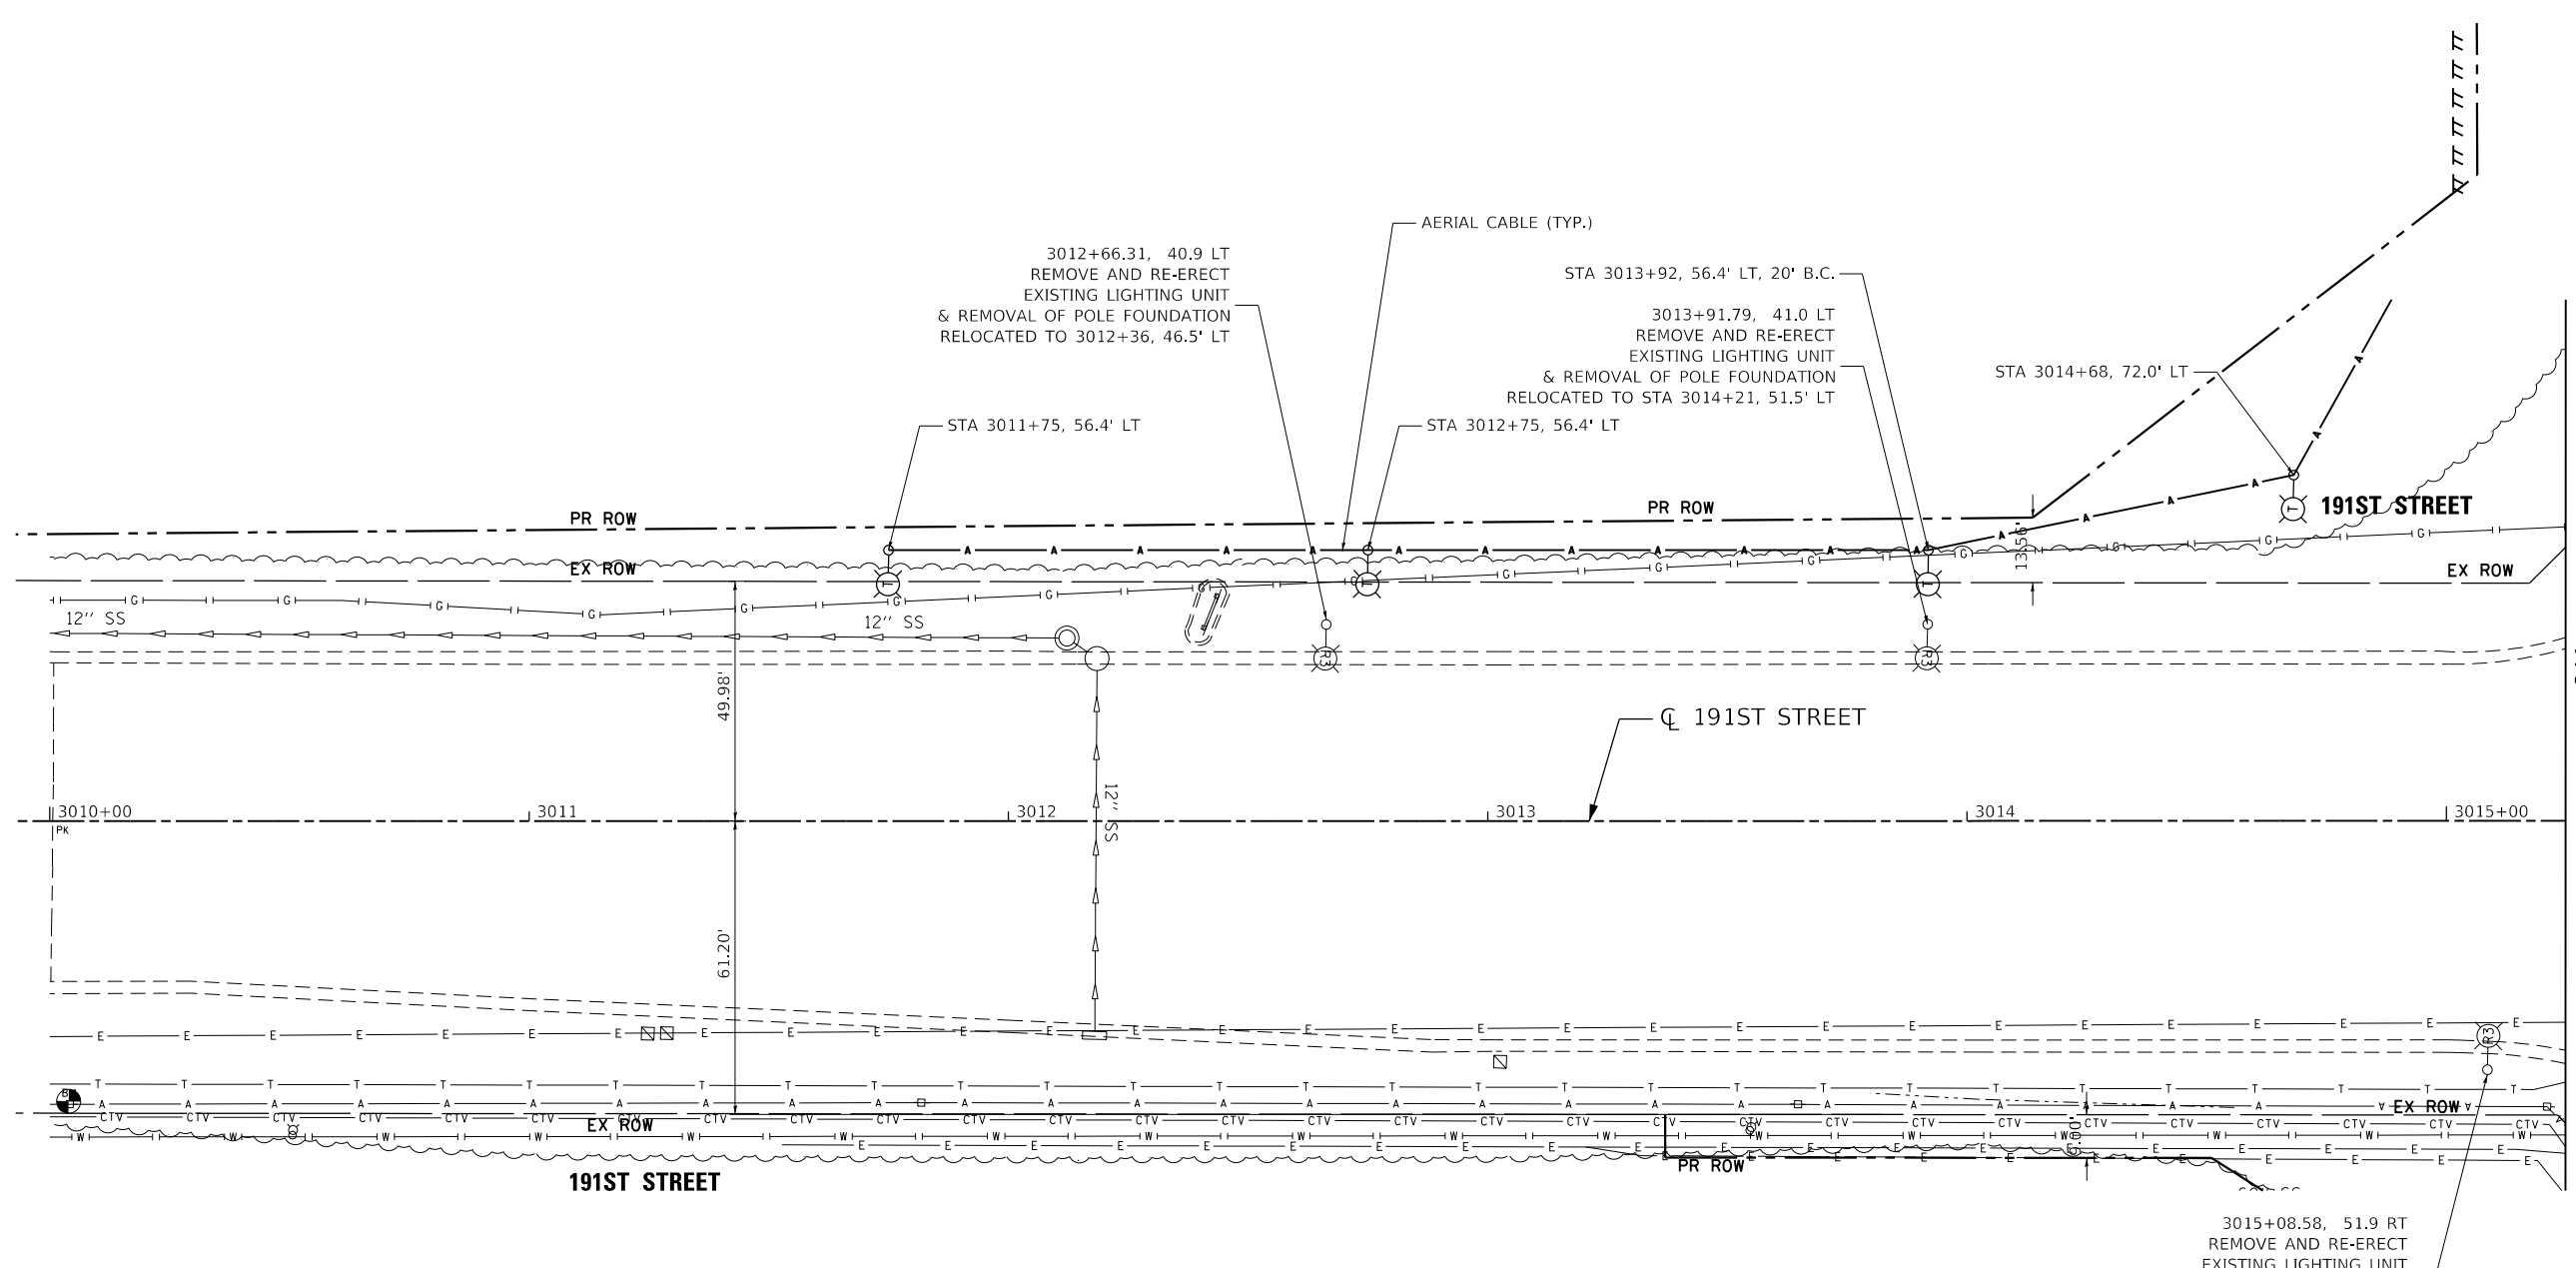 AERIAL CABLE (TYP.)
3012+66.31, 40.9 LT
REMOVE AND RE-ERECT
EXISTING LIGHTING UNIT
& REMOVAL OF POLE FOUNDATION
RELOCATED TO 3012+36, 46.5' LT
STA 3013+92, 56.4' LT, 20' B.C.
3013+91.79, 41.0 LT
REMOVE AND RE-ERECT
EXISTING LIGHTING UNIT
& REMOVAL OF POLE FOUNDATION
RELOCATED TO STA 3014+21, 51.5' LT
STA 3014+68, 72.0' LT
STA 3011+75, 56.4' LT
STA 3012+75, 56.4' LT
191ST STREET
PR ROW
PR ROW
13.56'
EX ROW
EX ROW
12'' SS
12'' SS
R3
R3
49.98'
℄ 191ST STREET
3010+00
3011
3012
3013
3014
3015+00
PK
12'' SS
61.20'
R3
EX ROW
EX ROW
PR ROW
191ST STREET
3015+08.58, 51.9 RT
REMOVE AND RE-ERECT
EXISTING LIGHTING UNIT